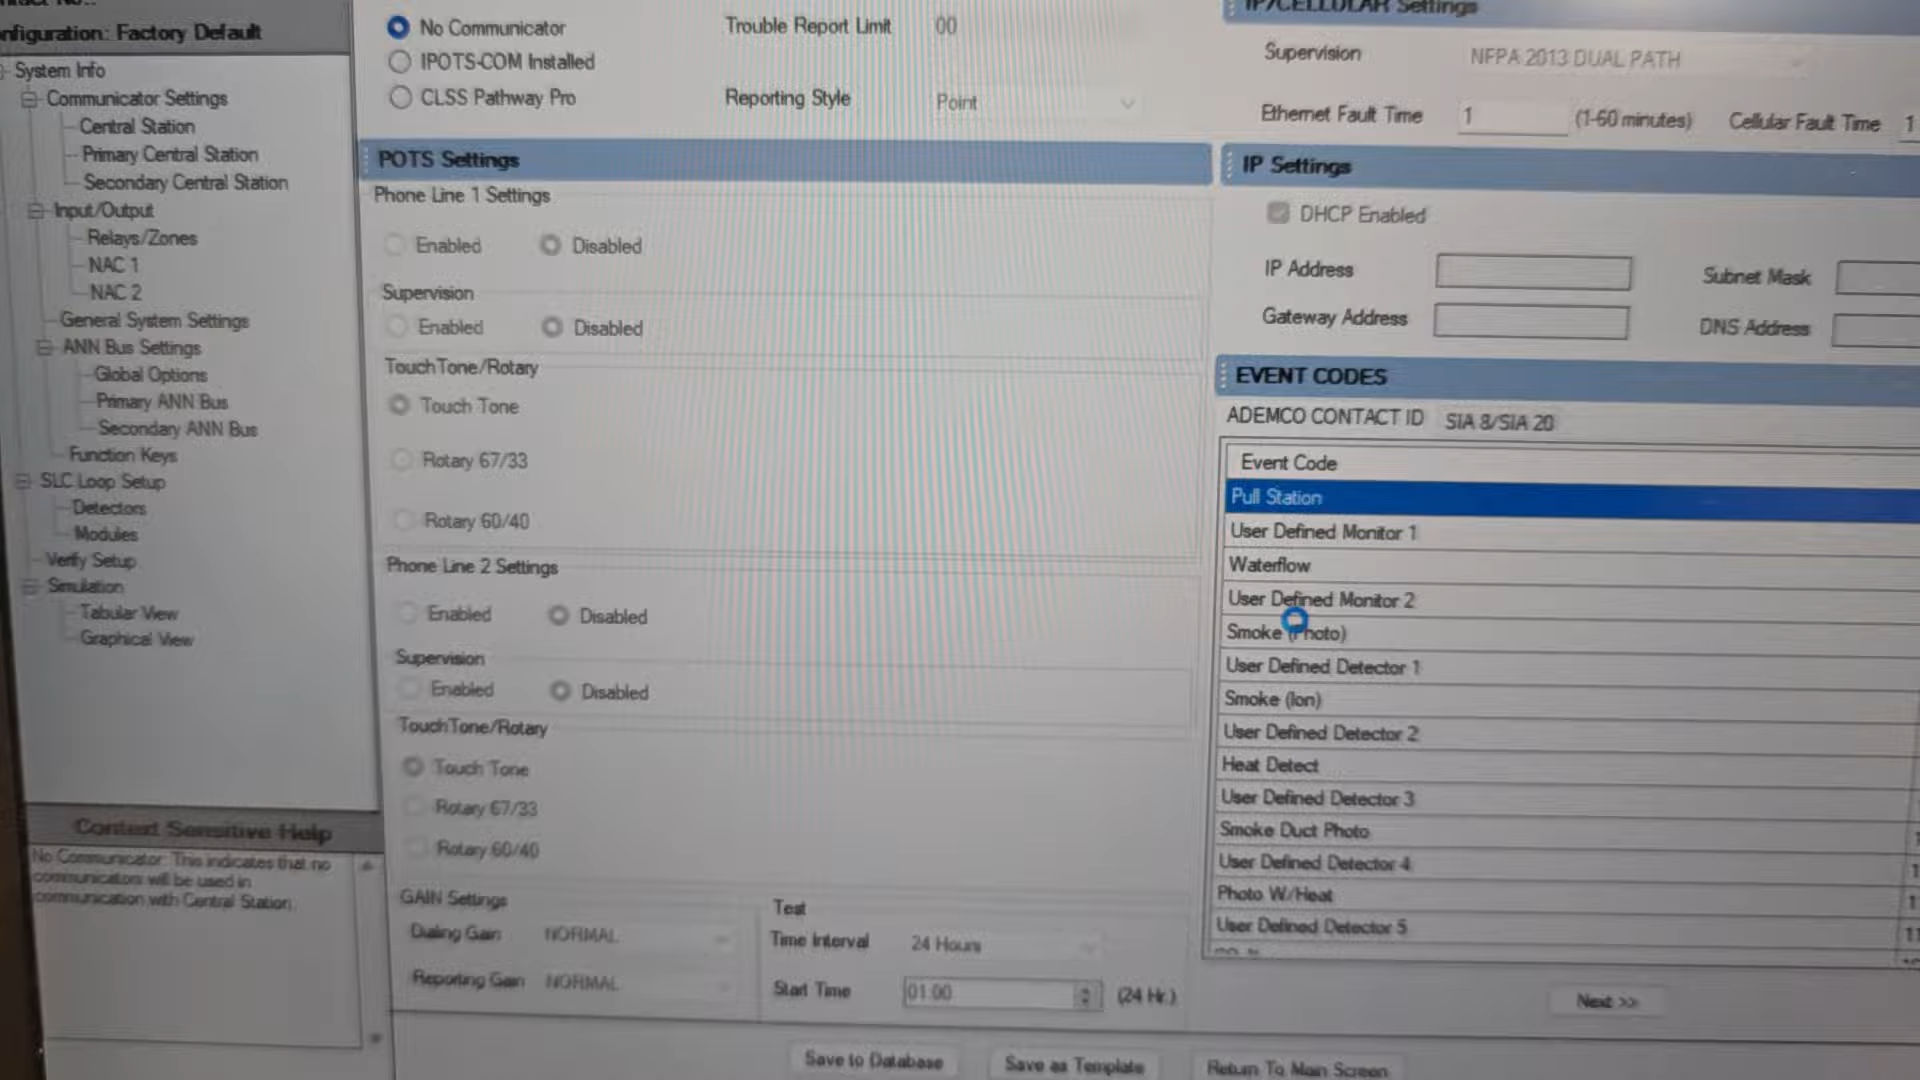 nfiguration: Factory Default
System Info
Communicator Settings
Central Station
Primary Central Station
Secondary Central Station
Input/Output
Relays/Zones
NAC 1
NAC 2
General System Settings
ANN Bus Settings
Global Options
Primary ANN Bus
Secondary ANN Bus
Function Keys
SLC Loop Setup
Detectors
Modules
Verify Setup
Simulation
Tabular View
Graphical View
Context Sensitive Help
No Communicator: This indicates that no
communicators will be used in
communication with Central Station.
No Communicator
IPOTS-COM Installed
CLSS Pathway Pro
Trouble Report Limit 00
Reporting Style Point
POTS Settings
Phone Line 1 Settings
Enabled Disabled
Supervision
Enabled Disabled
TouchTone/Rotary
Touch Tone
Rotary 67/33
Rotary 60/40
Phone Line 2 Settings
Enabled Disabled
Supervision
Enabled Disabled
TouchTone/Rotary
Touch Tone
Rotary 67/33
Rotary 60/40
GAIN Settings
Dialing Gain NORMAL
Reporting Gain NORMAL
Test
Time Interval 24 Hours
Start Time 01:00 (24 Hr.)
IP/CELLULAR Settings
Supervision NFPA 2013 DUAL PATH
Ethernet Fault Time 1 (1-60 minutes) Cellular Fault Time 1
IP Settings
DHCP Enabled
IP Address Subnet Mask
Gateway Address DNS Address
EVENT CODES
ADEMCO CONTACT ID SIA 8/SIA 20
Event Code
Pull Station
User Defined Monitor 1
Waterflow
User Defined Monitor 2
Smoke (Photo)
User Defined Detector 1
Smoke (Ion)
User Defined Detector 2
Heat Detect
User Defined Detector 3
Smoke Duct Photo
User Defined Detector 4
Photo W/Heat
User Defined Detector 5
Next >>
Save to Database Save as Template Return To Main Screen